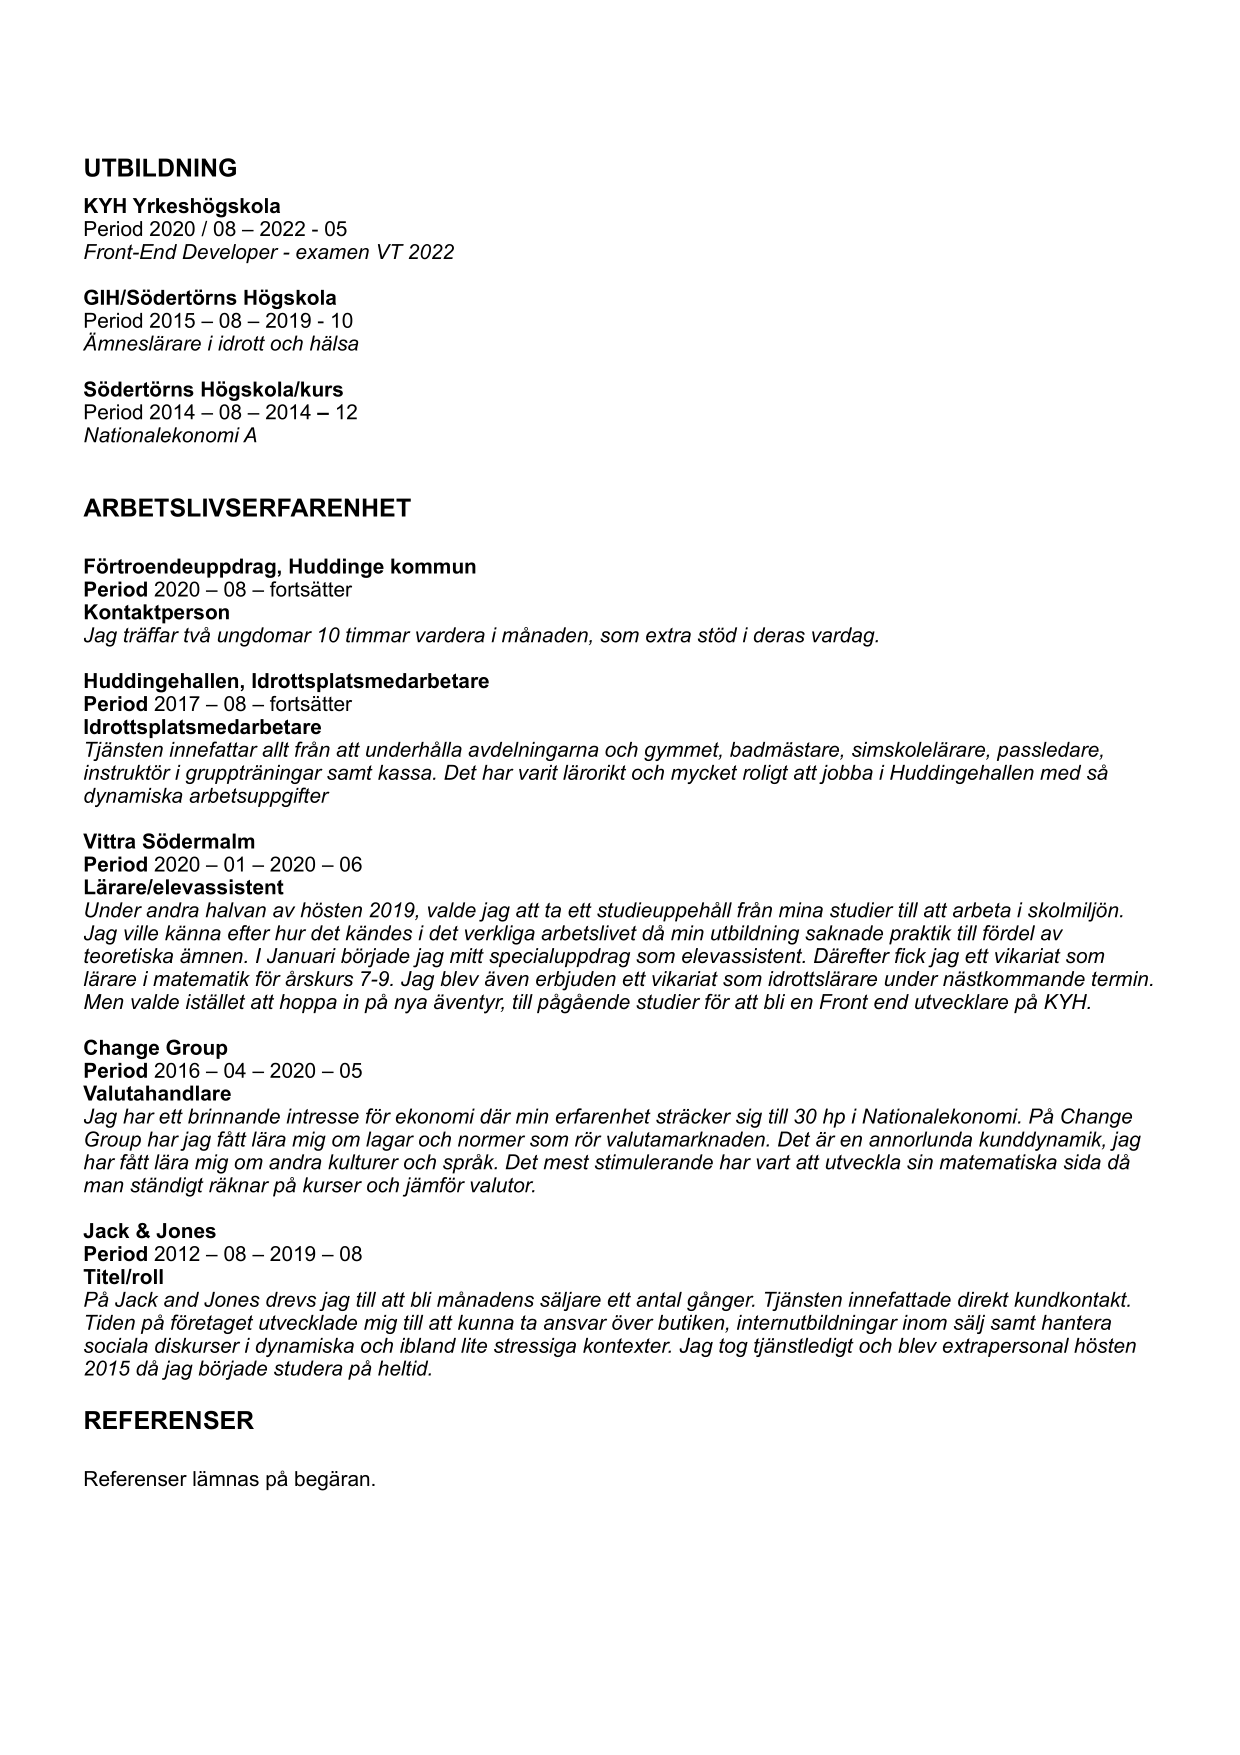 UTBILDNING
KYH Yrkeshögskola
Period 2020 / 08 – 2022 - 05
Front-End Developer - examen VT 2022
GIH/Södertörns Högskola
Period 2015 – 08 – 2019 - 10
Ämneslärare i idrott och hälsa
Södertörns Högskola/kurs
Period 2014 – 08 – 2014 – 12
Nationalekonomi A
ARBETSLIVSERFARENHET
Förtroendeuppdrag, Huddinge kommun
Period 2020 – 08 – fortsätter
Kontaktperson
Jag träffar två ungdomar 10 timmar vardera i månaden, som extra stöd i deras vardag.
Huddingehallen, Idrottsplatsmedarbetare
Period 2017 – 08 – fortsätter
Idrottsplatsmedarbetare
Tjänsten innefattar allt från att underhålla avdelningarna och gymmet, badmästare, simskolelärare, passledare,
instruktör i gruppträningar samt kassa. Det har varit lärorikt och mycket roligt att jobba i Huddingehallen med så
dynamiska arbetsuppgifter
Vittra Södermalm
Period 2020 – 01 – 2020 – 06
Lärare/elevassistent
Under andra halvan av hösten 2019, valde jag att ta ett studieuppehåll från mina studier till att arbeta i skolmiljön.
Jag ville känna efter hur det kändes i det verkliga arbetslivet då min utbildning saknade praktik till fördel av
teoretiska ämnen. I Januari började jag mitt specialuppdrag som elevassistent. Därefter fick jag ett vikariat som
lärare i matematik för årskurs 7-9. Jag blev även erbjuden ett vikariat som idrottslärare under nästkommande termin.
Men valde istället att hoppa in på nya äventyr, till pågående studier för att bli en Front end utvecklare på KYH.
Change Group
Period 2016 – 04 – 2020 – 05
Valutahandlare
Jag har ett brinnande intresse för ekonomi där min erfarenhet sträcker sig till 30 hp i Nationalekonomi. På Change
Group har jag fått lära mig om lagar och normer som rör valutamarknaden. Det är en annorlunda kunddynamik, jag
har fått lära mig om andra kulturer och språk. Det mest stimulerande har vart att utveckla sin matematiska sida då
man ständigt räknar på kurser och jämför valutor.
Jack & Jones
Period 2012 – 08 – 2019 – 08
Titel/roll
På Jack and Jones drevs jag till att bli månadens säljare ett antal gånger. Tjänsten innefattade direkt kundkontakt.
Tiden på företaget utvecklade mig till att kunna ta ansvar över butiken, internutbildningar inom sälj samt hantera
sociala diskurser i dynamiska och ibland lite stressiga kontexter. Jag tog tjänstledigt och blev extrapersonal hösten
2015 då jag började studera på heltid.
REFERENSER
Referenser lämnas på begäran.